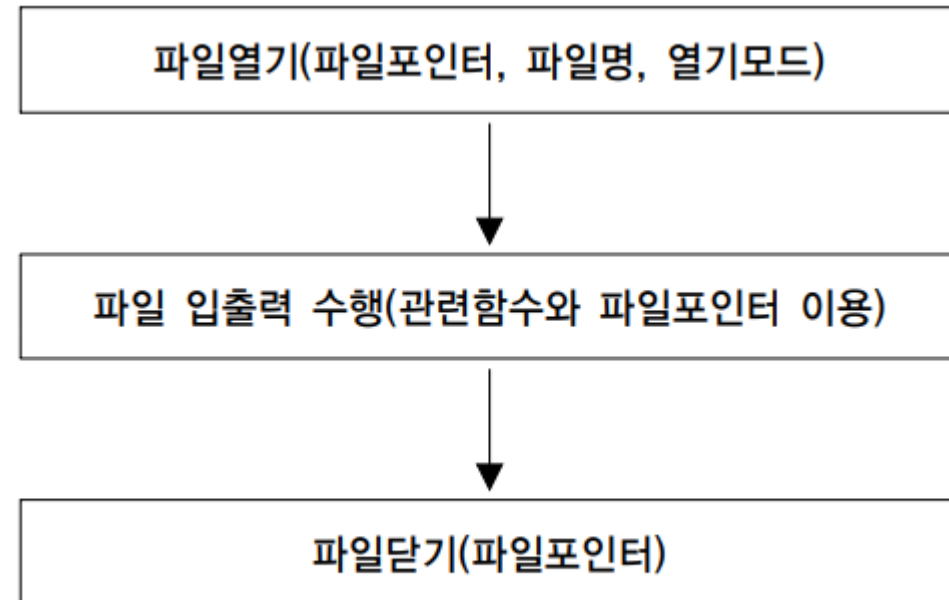 파일열기(파일포인터, 파일명, 열기모드)
파일 입출력 수행(관련함수와 파일포인터 이용)
파일닫기(파일포인터)